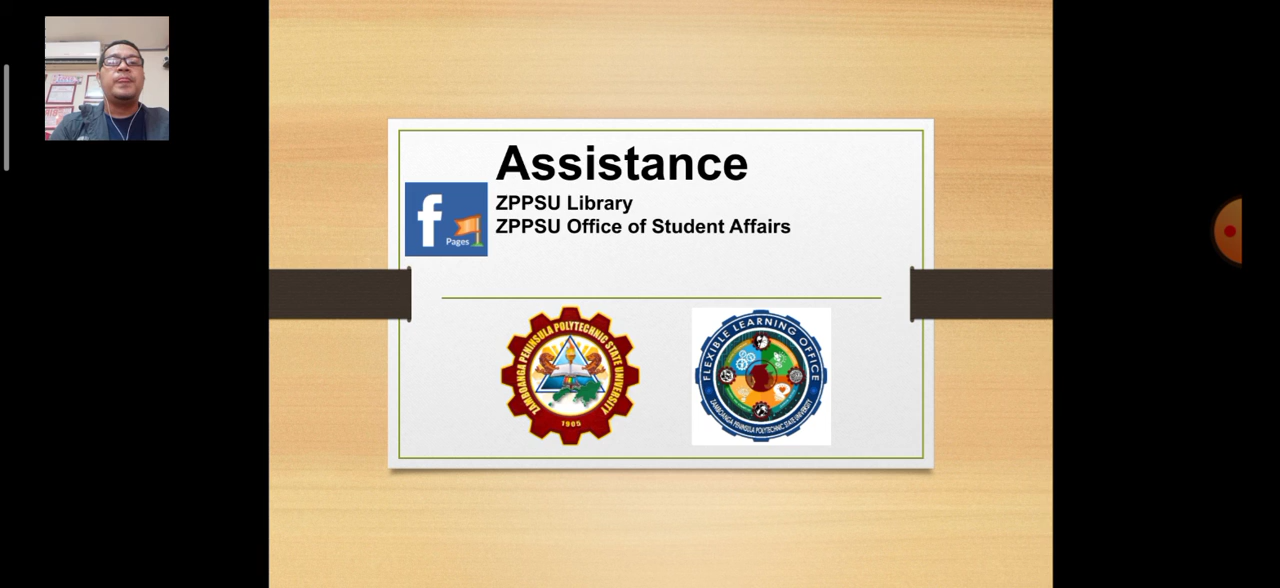 Assistance
ZPPSU Library
ZPPSU Office of Student Affairs
f
Pages
ZAMBOANGA PENINSULA POLYTECHNIC STATE UNIVERSITY
1905
FLEXIBLE LEARNING OFFICE
ZAMBOANGA PENINSULA POLYTECHNIC STATE UNIVERSITY